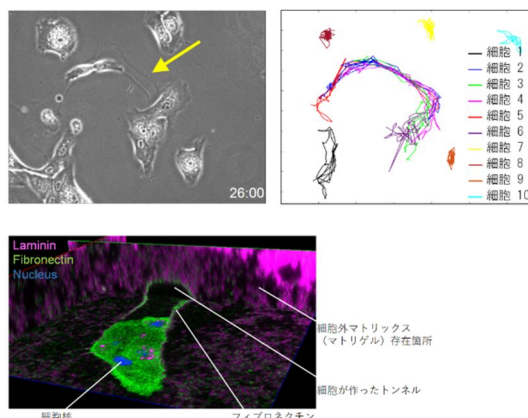 26:00
細胞 1
細胞 2
細胞 3
細胞 4
細胞 5
細胞 6
細胞 7
細胞 8
細胞 9
細胞 10
Laminin
Fibronectin
Nucleus
細胞外マトリックス
(マトリゲル)存在箇所
細胞が作ったトンネル
細胞核
フィブロネクチン